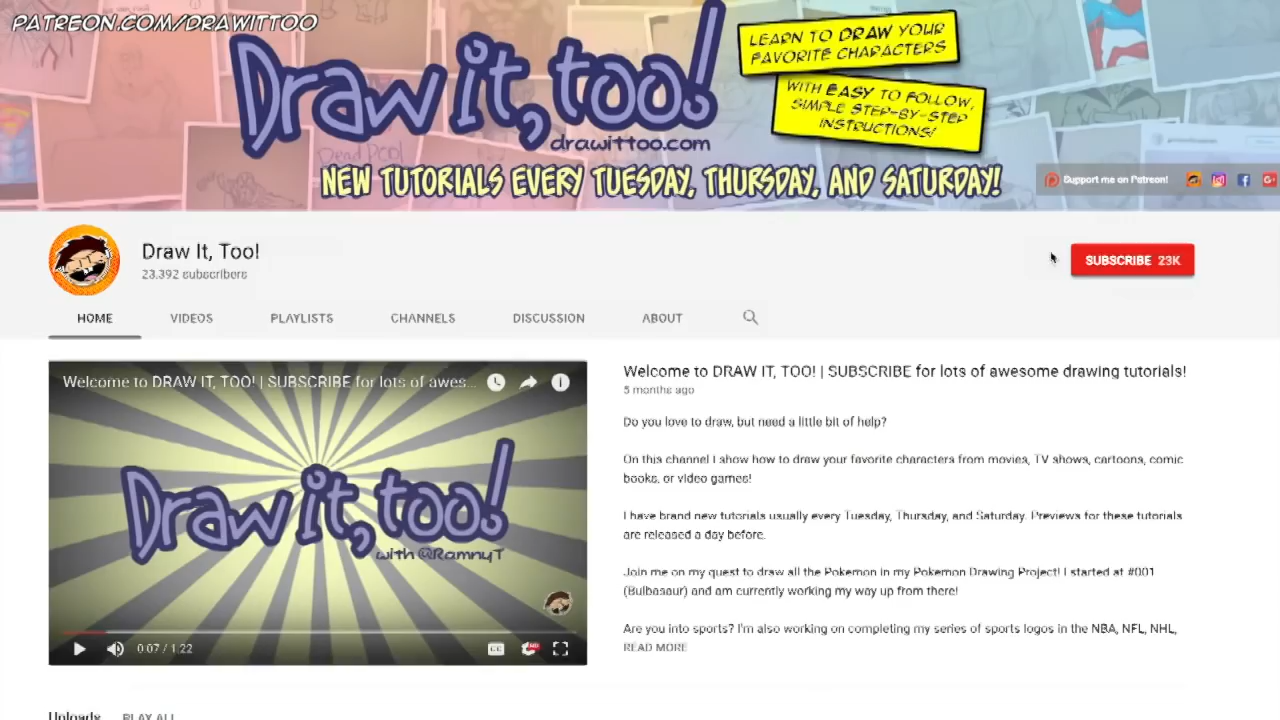 PATREON.COM/DRAWITTOO
Draw it, too!
drawittoo.com
LEARN TO DRAW YOUR
FAVORITE CHARACTERS
WITH EASY TO FOLLOW,
SIMPLE STEP-BY-STEP
INSTRUCTIONS!
Dead Pool
NEW TUTORIALS EVERY TUESDAY, THURSDAY, AND SATURDAY!
Support me on Patreon!
Draw It, Too!
23,392 subscribers
SUBSCRIBE 23K
HOME VIDEOS PLAYLISTS CHANNELS DISCUSSION ABOUT
Welcome to DRAW IT, TOO! | SUBSCRIBE for lots of awes...
Draw it, too!
with @RamnyT
0:07 / 1:22
CC
HD
Welcome to DRAW IT, TOO! | SUBSCRIBE for lots of awesome drawing tutorials!
5 months ago
Do you love to draw, but need a little bit of help?
On this channel I show how to draw your favorite characters from movies, TV shows, cartoons, comic
books, or video games!
I have brand new tutorials usually every Tuesday, Thursday, and Saturday. Previews for these tutorials
are released a day before.
Join me on my quest to draw all the Pokemon in my Pokemon Drawing Project! I started at #001
(Bulbasaur) and am currently working my way up from there!
Are you into sports? I'm also working on completing my series of sports logos in the NBA, NFL, NHL,
READ MORE
Uploads PLAY ALL